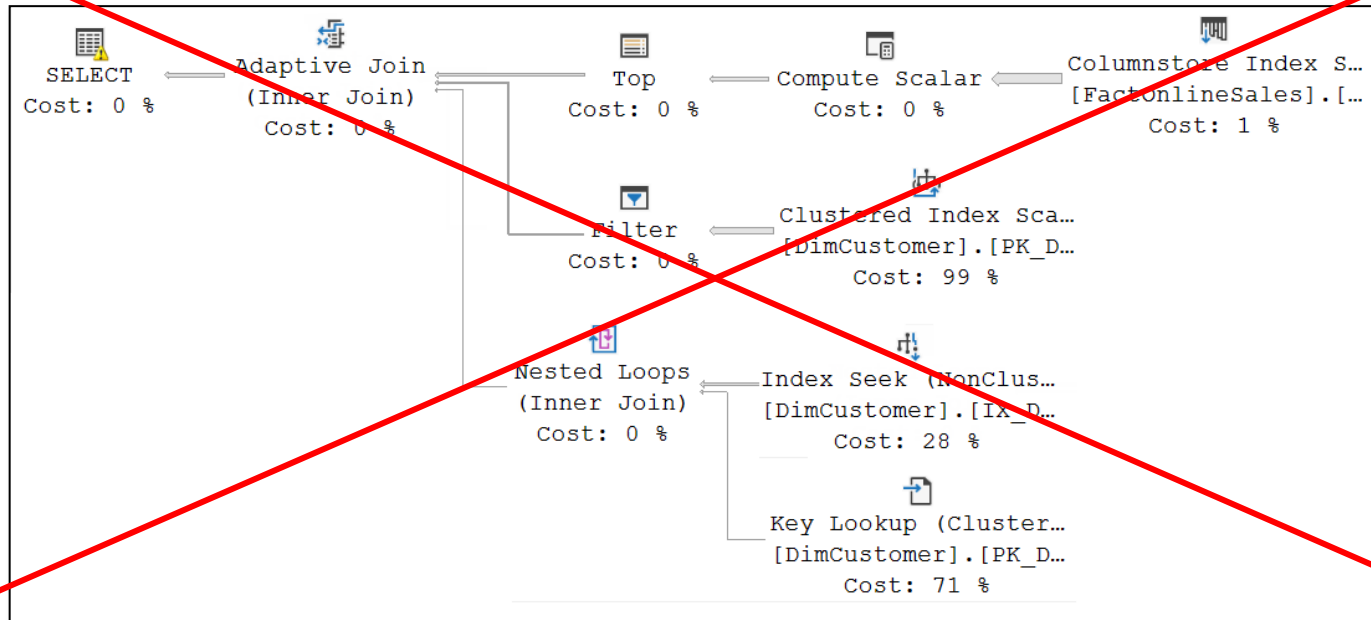 SELECT
Cost: 0 %
Adaptive Join
(Inner Join)
Cost: 0 %
Top
Cost: 0 %
Compute Scalar
Cost: 0 %
Columnstore Index S…
[FactOnlineSales].[…
Cost: 1 %
Filter
Cost: 0 %
Clustered Index Sca…
[DimCustomer].[PK_D…
Cost: 99 %
Nested Loops
(Inner Join)
Cost: 0 %
Index Seek (NonClus…
[DimCustomer].[IX_D…
Cost: 28 %
Key Lookup (Cluster…
[DimCustomer].[PK_D…
Cost: 71 %